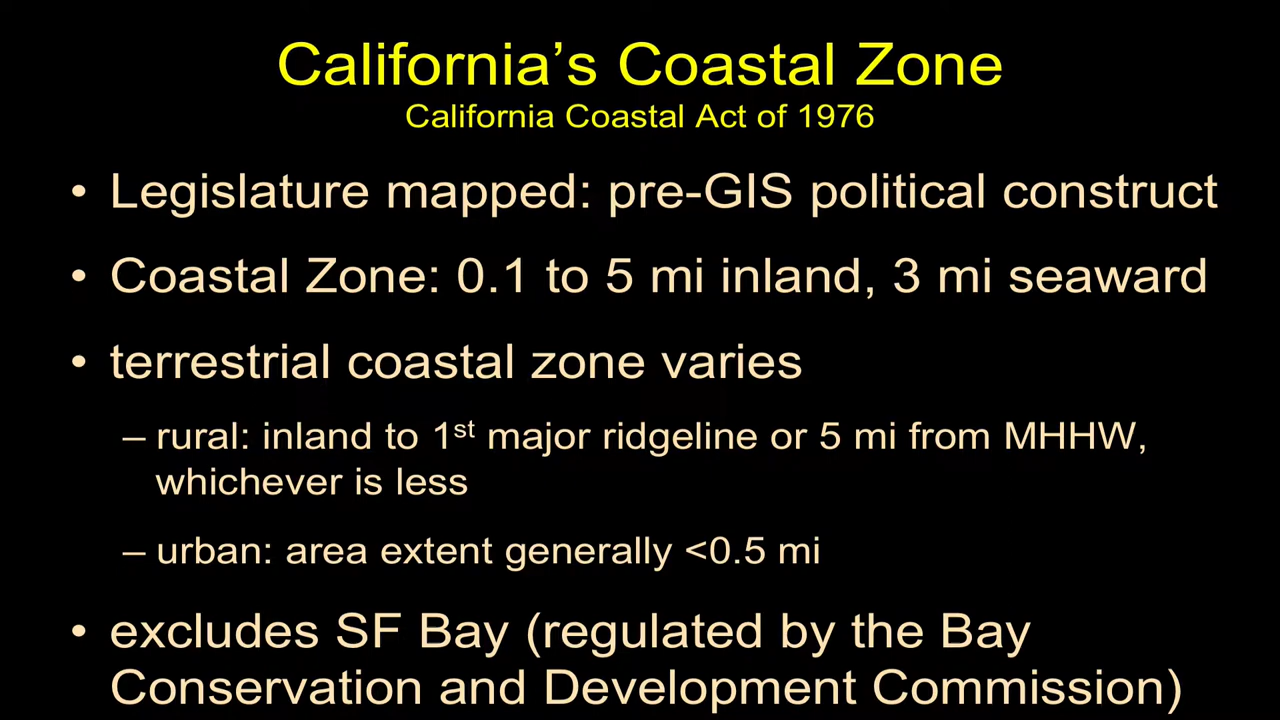 California’s Coastal Zone
California Coastal Act of 1976
• Legislature mapped: pre-GIS political construct
• Coastal Zone: 0.1 to 5 mi inland, 3 mi seaward
• terrestrial coastal zone varies
– rural: inland to 1st major ridgeline or 5 mi from MHHW,
whichever is less
– urban: area extent generally <0.5 mi
• excludes SF Bay (regulated by the Bay
Conservation and Development Commission)